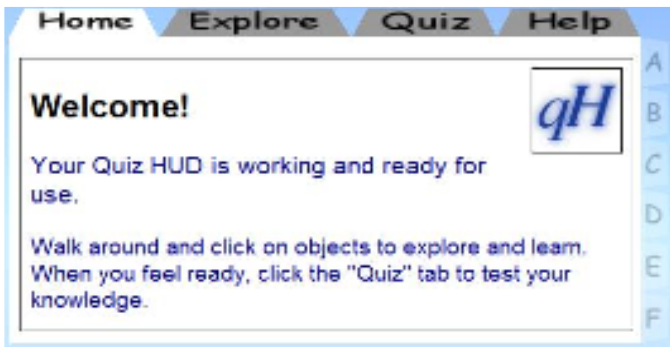 Home Explore Quiz Help
Welcome!
qH
Your Quiz HUD is working and ready for
use.
Walk around and click on objects to explore and learn.
When you feel ready, click the "Quiz" tab to test your
knowledge.
A
B
C
D
E
F